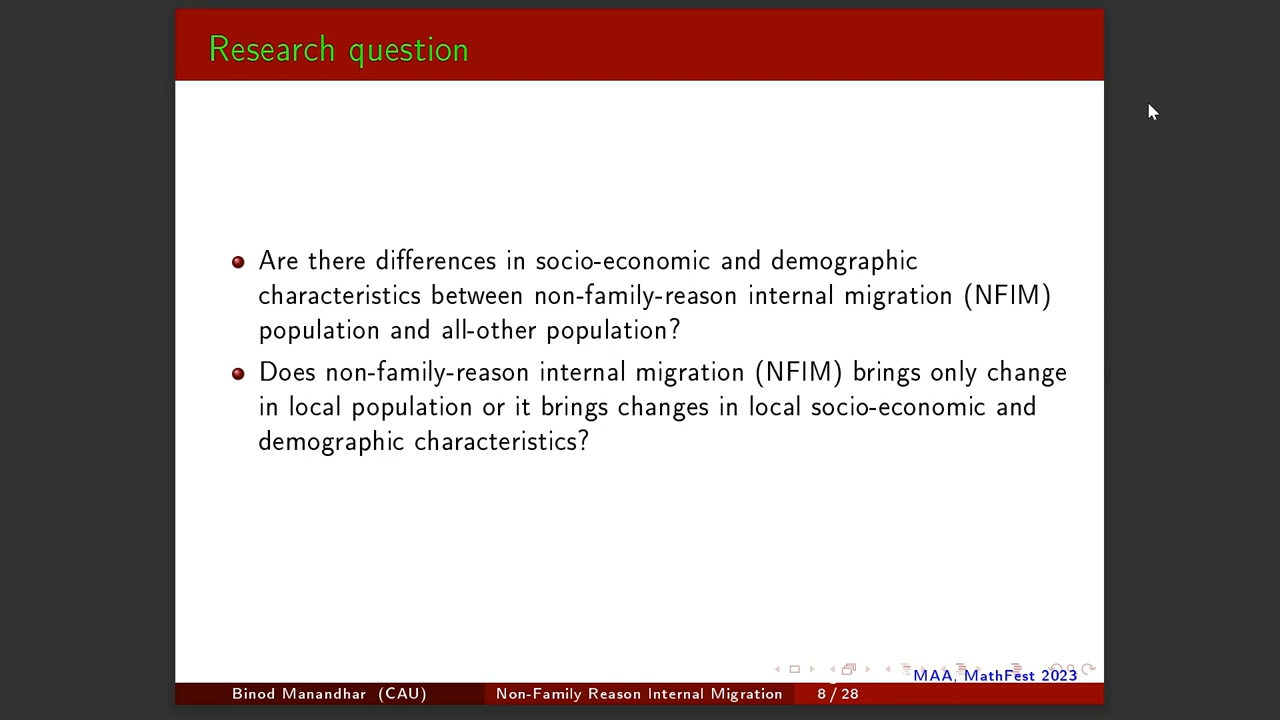 Research question
Are there differences in socio-economic and demographic
characteristics between non-family-reason internal migration (NFIM)
population and all-other population?
Does non-family-reason internal migration (NFIM) brings only change
in local population or it brings changes in local socio-economic and
demographic characteristics?
MAA, MathFest 2023
Binod Manandhar (CAU) Non-Family Reason Internal Migration 8 / 28